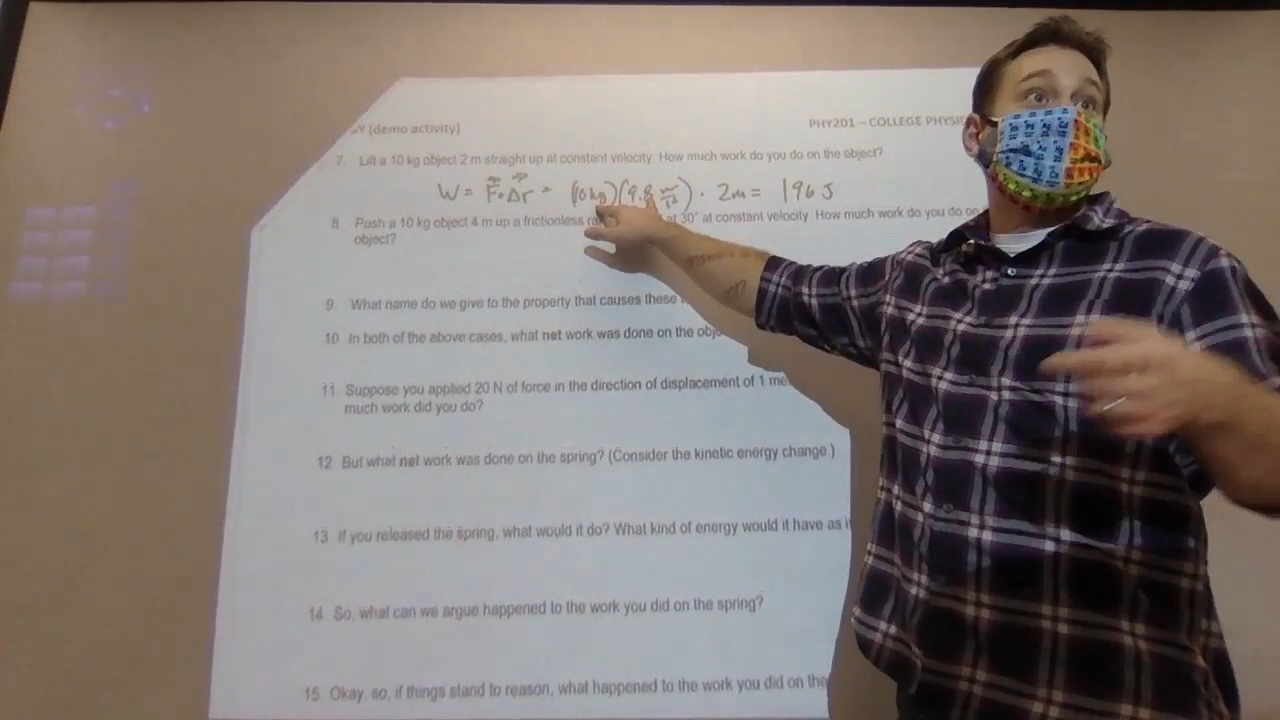 (demo activity)
PHY201 – COLLEGE PHYSIC
7. Lift a 10 kg object 2 m straight up at constant velocity. How much work do you do on the object?
W = F⃗ · Δr⃗ = (10 kg)(9.8 m/s²) · 2m = 196 J
8. Push a 10 kg object 4 m up a frictionless at 30° at constant velocity. How much work do you do on
object?
9. What name do we give to the property that causes these
10. In both of the above cases, what net work was done on the
11. Suppose you applied 20 N of force in the direction of displacement of 1
much work did you do?
12. But what net work was done on the spring? (Consider the kinetic energy change.)
13. If you released the spring, what would it do? What kind of energy would it have as
14. So, what can we argue happened to the work you did on the spring?
15. Okay, so, if things stand to reason, what happened to the work you did on the